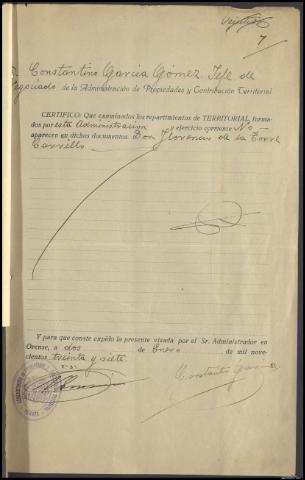 7
D. Constantino García Gómez Jefe de
Negociado de la Administración de Propiedades y Contribución Territorial
CERTIFICO: Que examinados los repartimientos de TERRITORIAL, forma-
dos por esta Administración y ejercicio corriente No
aparecen en dichos documentos Don Florencio de la Torre
Carrillo
Y para que conste expido la presente visada por el Sr. Administrador en
Orense, a dos de Enero de mil nove-
cientos treinta y siete
Vº Bº
Constantino García